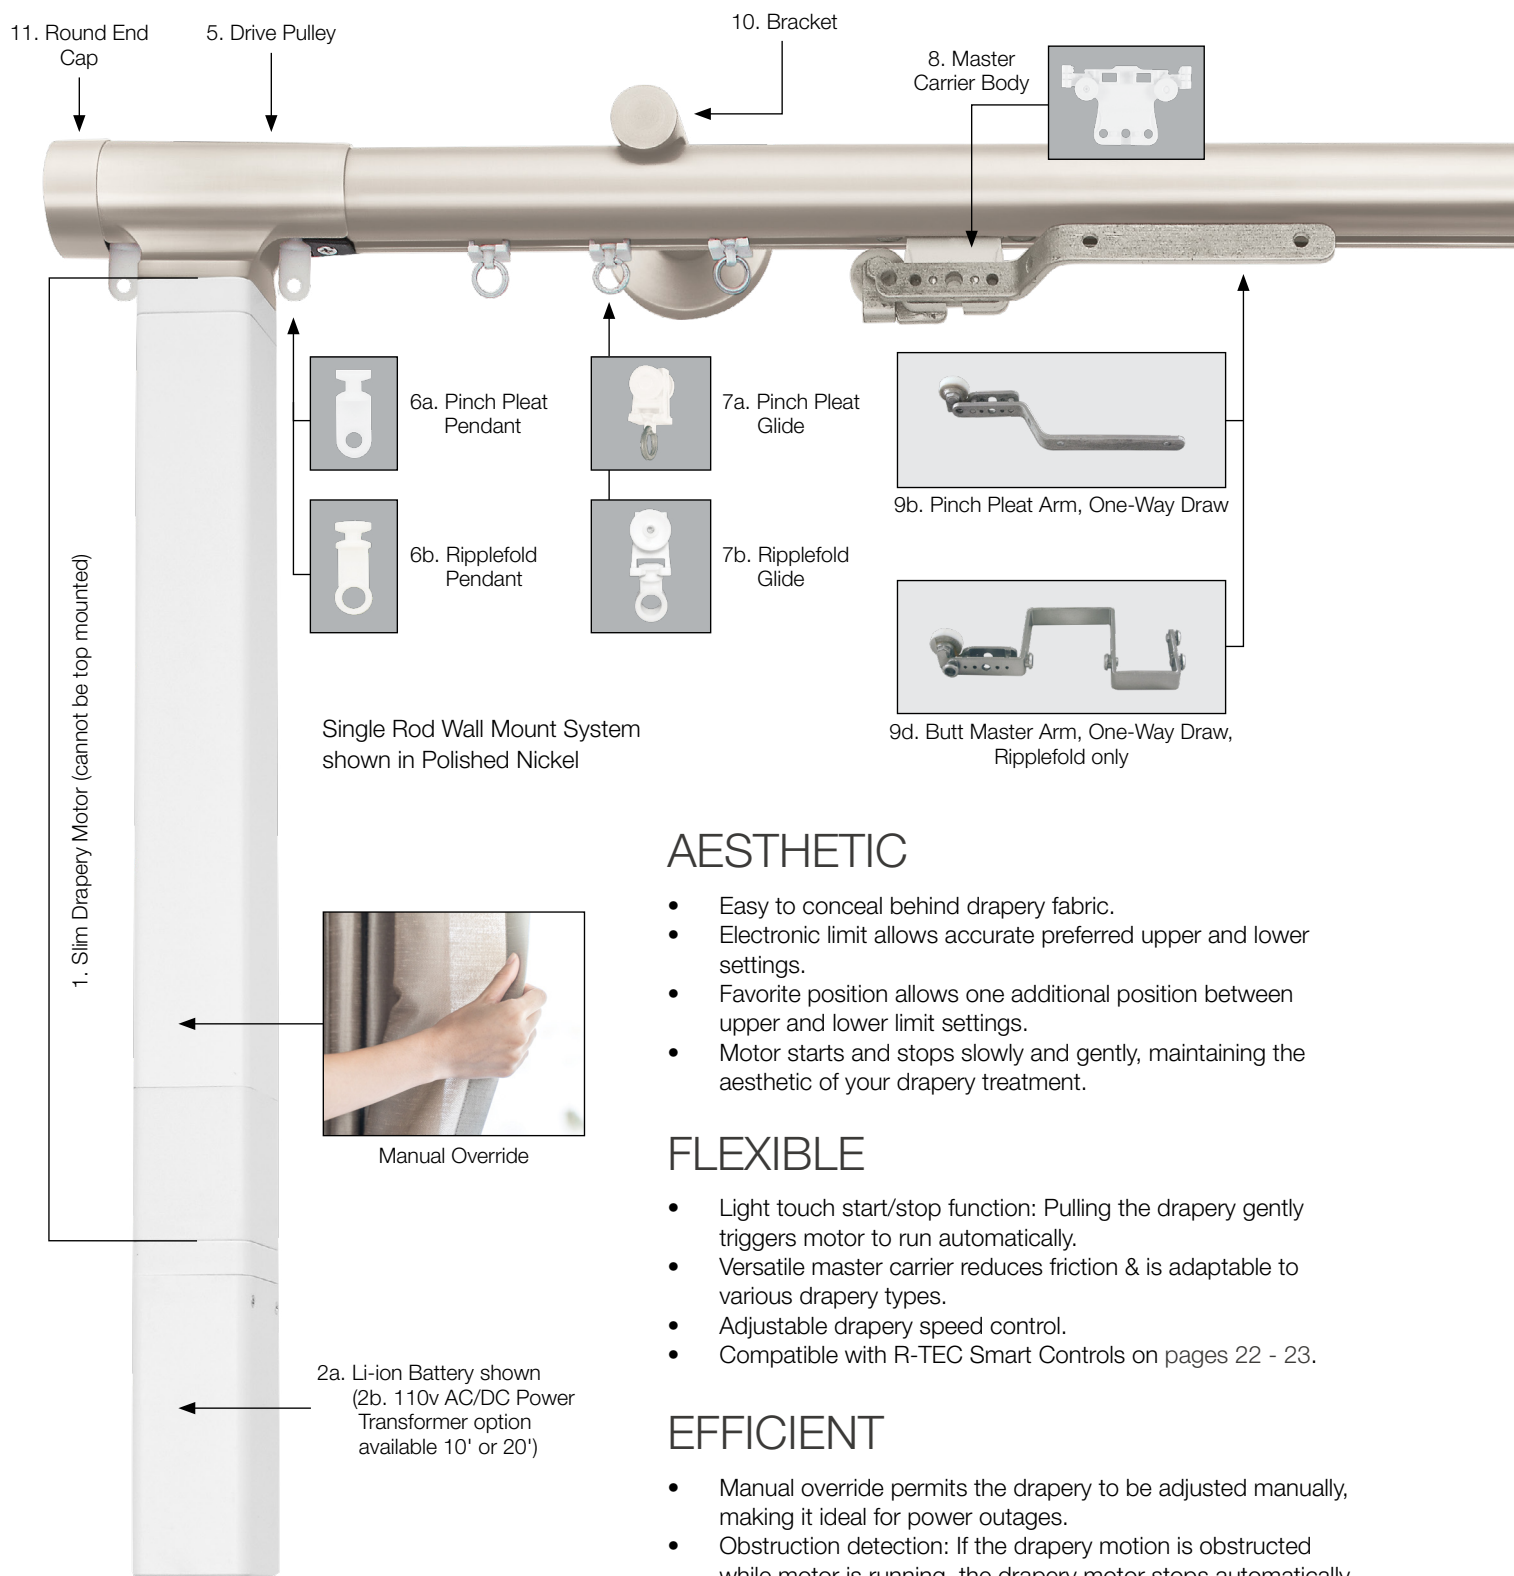 11. Round End
Cap
5. Drive Pulley
10. Bracket
8. Master
Carrier Body
6a. Pinch Pleat
Pendant
7a. Pinch Pleat
Glide
9b. Pinch Pleat Arm, One-Way Draw
6b. Ripplefold
Pendant
7b. Ripplefold
Glide
9d. Butt Master Arm, One-Way Draw,
Ripplefold only
1. Slim Drapery Motor (cannot be top mounted)
Single Rod Wall Mount System
shown in Polished Nickel
Manual Override
2a. Li-ion Battery shown
(2b. 110v AC/DC Power
Transformer option
available 10' or 20')
AESTHETIC
• Easy to conceal behind drapery fabric.
• Electronic limit allows accurate preferred upper and lower
settings.
• Favorite position allows one additional position between
upper and lower limit settings.
• Motor starts and stops slowly and gently, maintaining the
aesthetic of your drapery treatment.
FLEXIBLE
• Light touch start/stop function: Pulling the drapery gently
triggers motor to run automatically.
• Versatile master carrier reduces friction & is adaptable to
various drapery types.
• Adjustable drapery speed control.
• Compatible with R-TEC Smart Controls on pages 22 - 23.
EFFICIENT
• Manual override permits the drapery to be adjusted manually,
making it ideal for power outages.
• Obstruction detection: If the drapery motion is obstructed
while motor is running, the drapery motor stops automatically